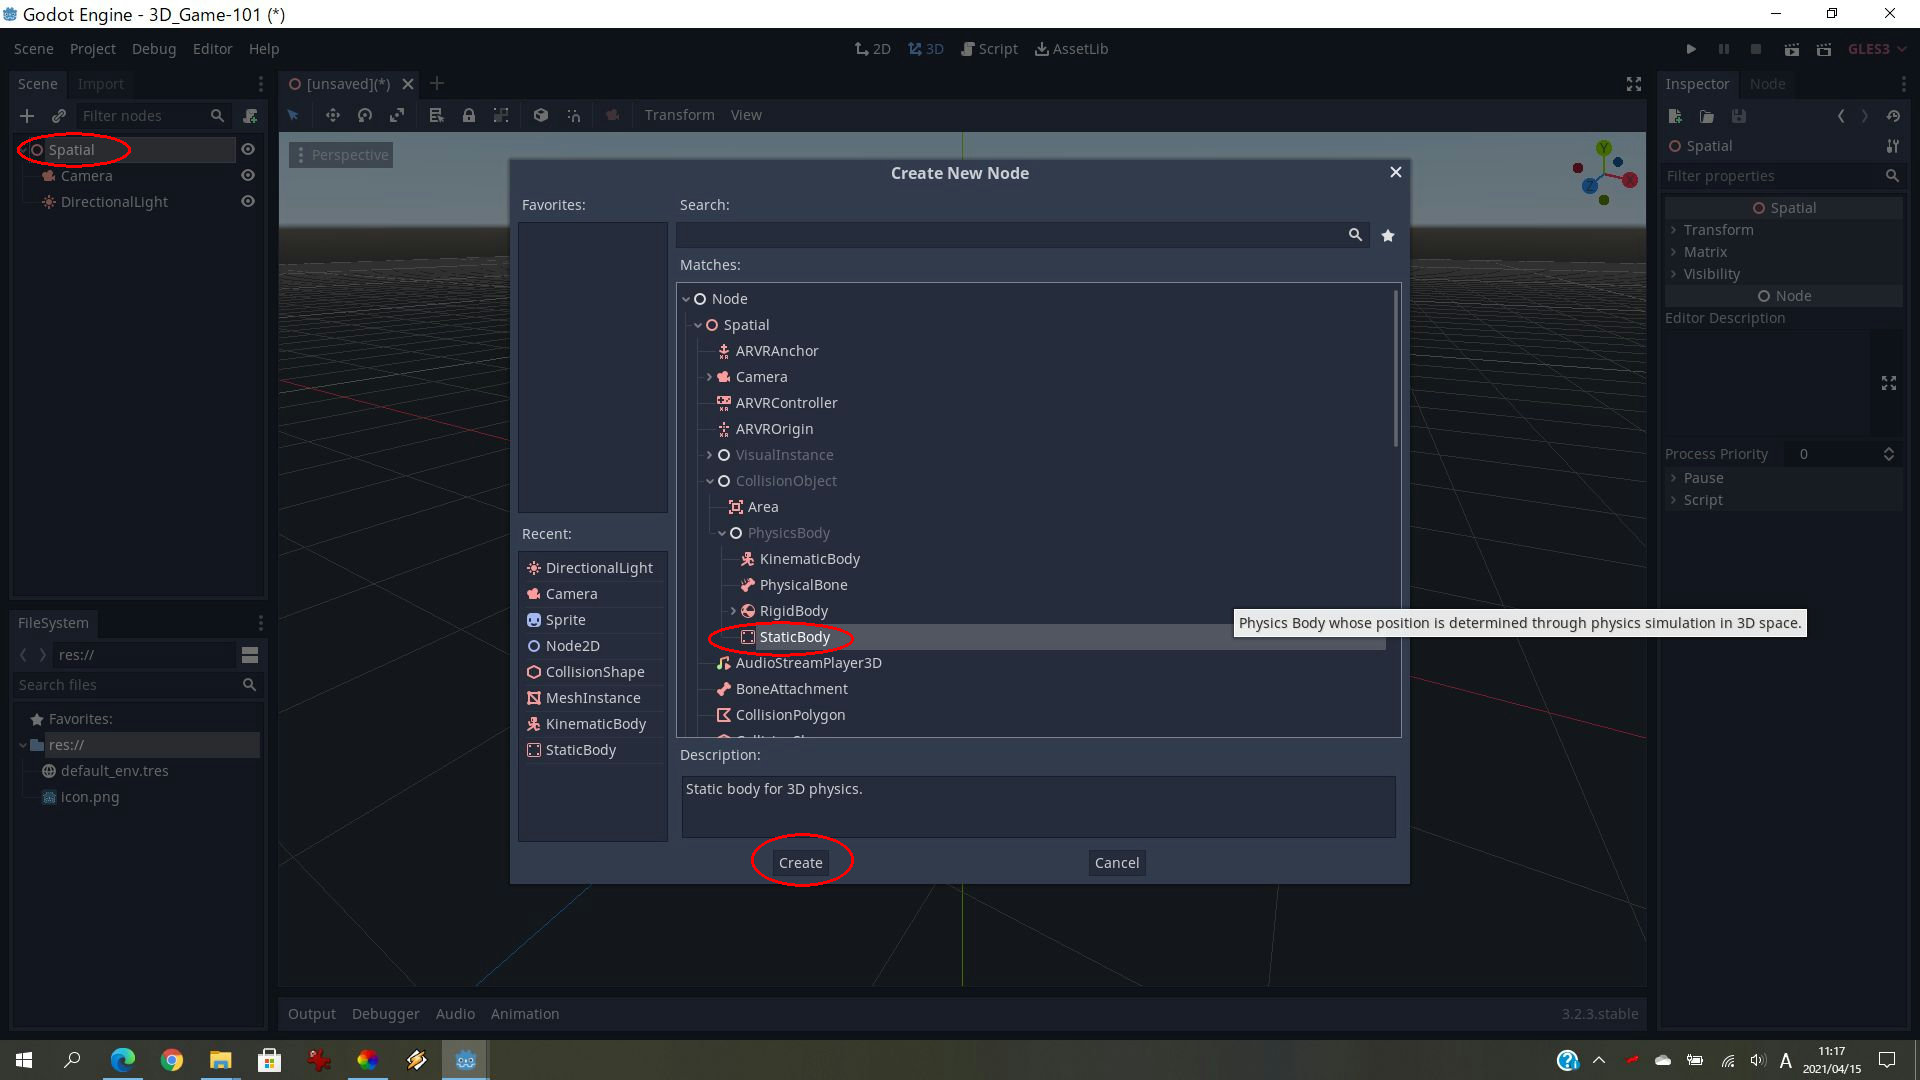 Godot Engine - 3D_Game-101 (*)
Scene Project Debug Editor Help
2D 3D Script AssetLib
GLES3
Scene Import
[unsaved](*)
Inspector Node
Filter nodes
Transform View
Spatial
Camera
DirectionalLight
Perspective
Y
X
Z
Create New Node
Favorites:
Search:
Matches:
Node
Spatial
ARVRAnchor
Camera
ARVRController
ARVROrigin
VisualInstance
CollisionObject
Area
PhysicsBody
KinematicBody
PhysicalBone
RigidBody
StaticBody
AudioStreamPlayer3D
BoneAttachment
CollisionPolygon
Physics Body whose position is determined through physics simulation in 3D space.
Recent:
DirectionalLight
Camera
Sprite
Node2D
CollisionShape
MeshInstance
KinematicBody
StaticBody
Description:
Static body for 3D physics.
Create
Cancel
Spatial
Filter properties
Spatial
Transform
Matrix
Visibility
Node
Editor Description
Process Priority 0
Pause
Script
FileSystem
res://
Search files
Favorites:
res://
default_env.tres
icon.png
Output Debugger Audio Animation
3.2.3.stable
A
11:17
2021/04/15